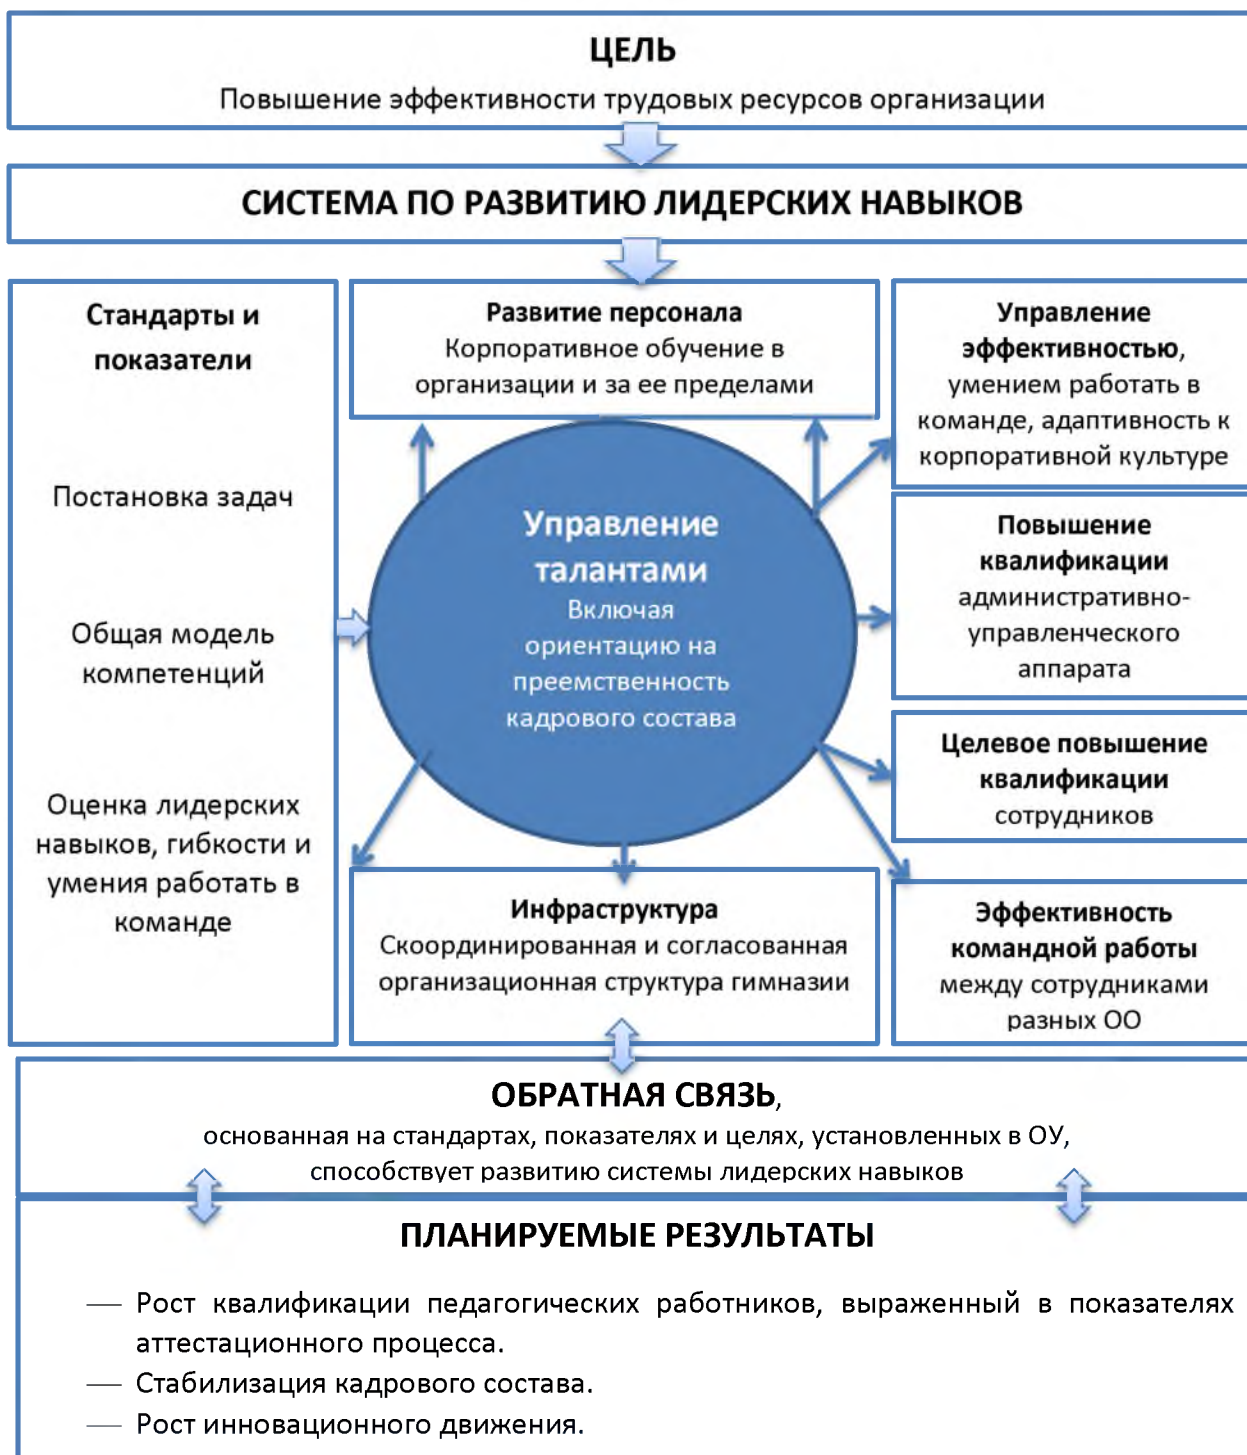 ЦЕЛЬ
Повышение эффективности трудовых ресурсов организации
СИСТЕМА ПО РАЗВИТИЮ ЛИДЕРСКИХ НАВЫКОВ
Стандарты и
показатели
Постановка задач
Общая модель
компетенций
Оценка лидерских
навыков, гибкости и
умения работать в
команде
Развитие персонала
Корпоративное обучение в
организации и за ее пределами
Управление
талантами
Включая
ориентацию на
преемственность
кадрового состава
Инфраструктура
Скоординированная и согласованная
организационная структура гимназии
Управление
эффективностью,
умением работать в
команде, адаптивность к
корпоративной культуре
Повышение
квалификации
административно-
управленческого
аппарата
Целевое повышение
квалификации
сотрудников
Эффективность
командной работы
между сотрудниками
разных ОО
ОБРАТНАЯ СВЯЗЬ,
основанная на стандартах, показателях и целях, установленных в ОУ,
способствует развитию системы лидерских навыков
ПЛАНИРУЕМЫЕ РЕЗУЛЬТАТЫ
— Рост квалификации педагогических работников, выраженный в показателях
аттестационного процесса.
— Стабилизация кадрового состава.
— Рост инновационного движения.